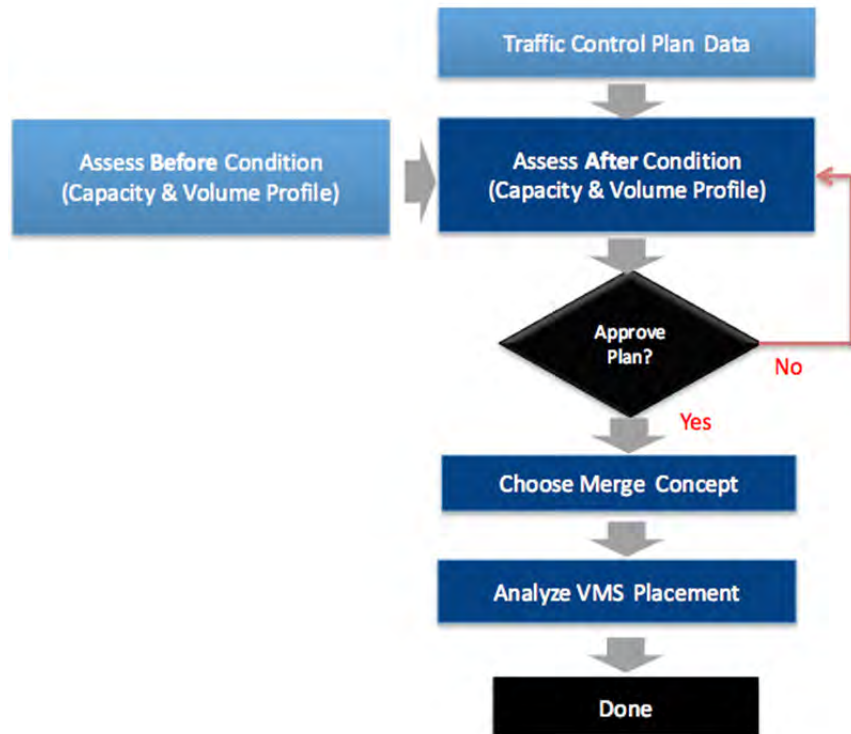 Traffic Control Plan Data
Assess Before Condition
(Capacity & Volume Profile)
Assess After Condition
(Capacity & Volume Profile)
Approve
Plan?
No
Yes
Choose Merge Concept
Analyze VMS Placement
Done